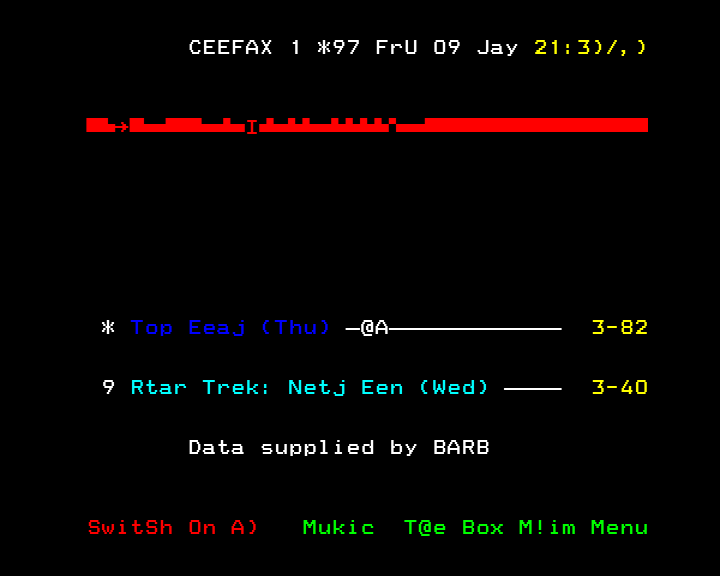 CEEFAX 1 *97 FrU 09 Jay 21:3)/,)
* Top Eeaj (Thu) —@A———————————— 3-82
9 Rtar Trek: Netj Een (Wed) ———— 3-40
Data supplied by BARB
SwitSh On A) Mukic T@e Box M!im Menu